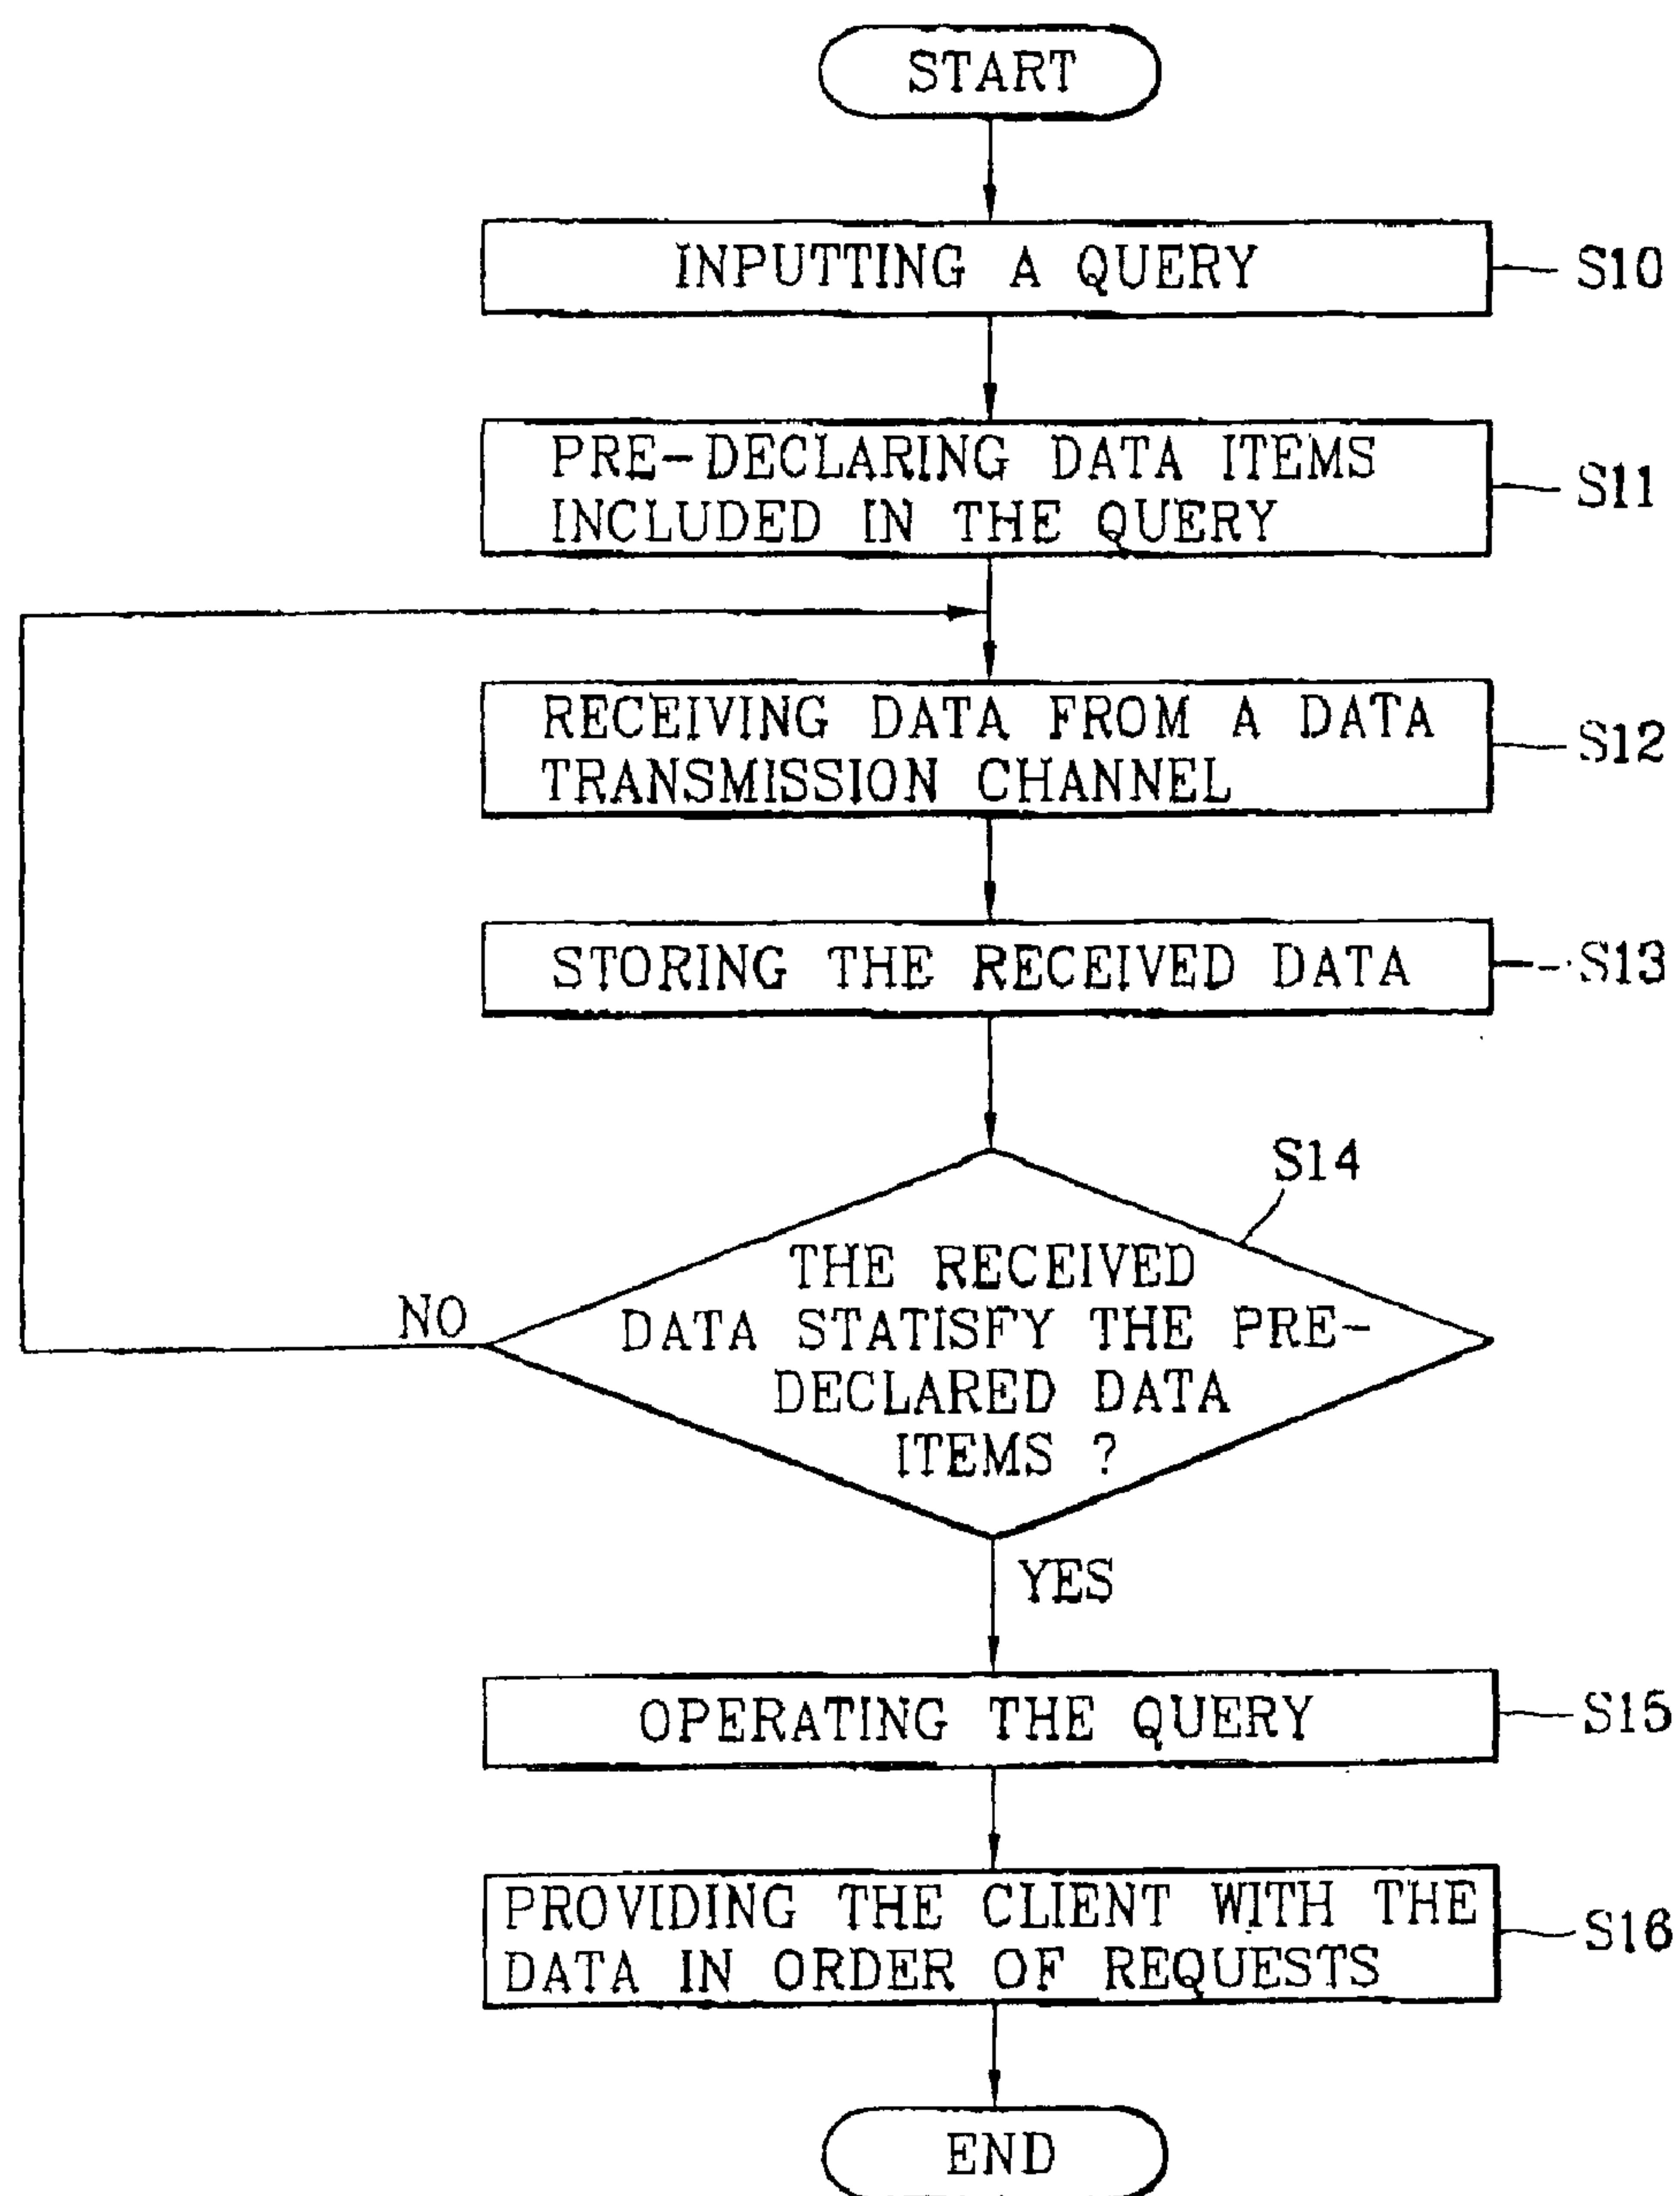 START
INPUTTING A QUERY
S10
PRE-DECLARING DATA ITEMS
INCLUDED IN THE QUERY
S11
RECEIVING DATA FROM A DATA
TRANSMISSION CHANNEL
S12
STORING THE RECEIVED DATA
S13
S14
THE RECEIVED
DATA STATISFY THE PRE-
DECLARED DATA
ITEMS ?
NO
YES
OPERATING THE QUERY
S15
PROVIDING THE CLIENT WITH THE
DATA IN ORDER OF REQUESTS
S16
END